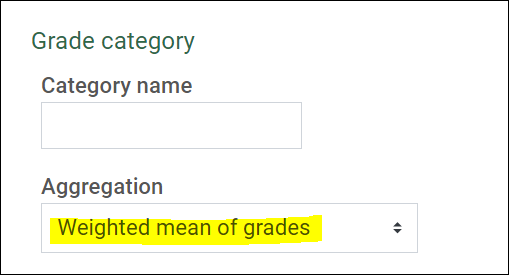 Grade category
Category name
Aggregation
Weighted mean of grades